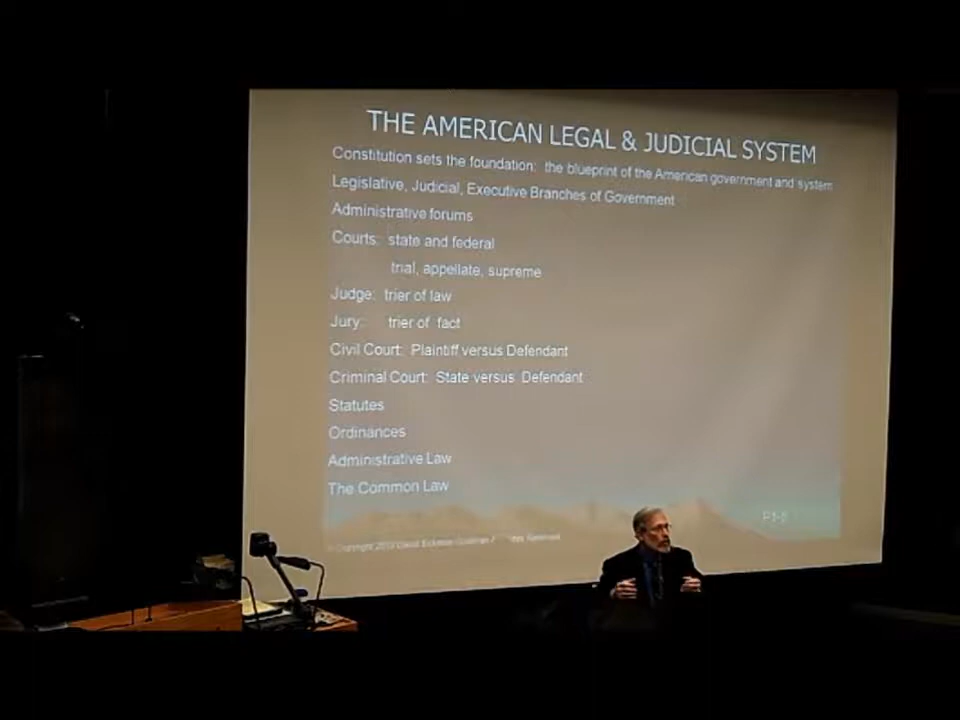 THE AMERICAN LEGAL & JUDICIAL SYSTEM
Constitution sets the foundation: the blueprint of the American government and system
Legislative, Judicial, Executive Branches of Government
Administrative forums
Courts: state and federal
trial, appellate, supreme
Judge: trier of law
Jury: trier of fact
Civil Court: Plaintiff versus Defendant
Criminal Court: State versus Defendant
Statutes
Ordinances
Administrative Law
The Common Law
© Copyright